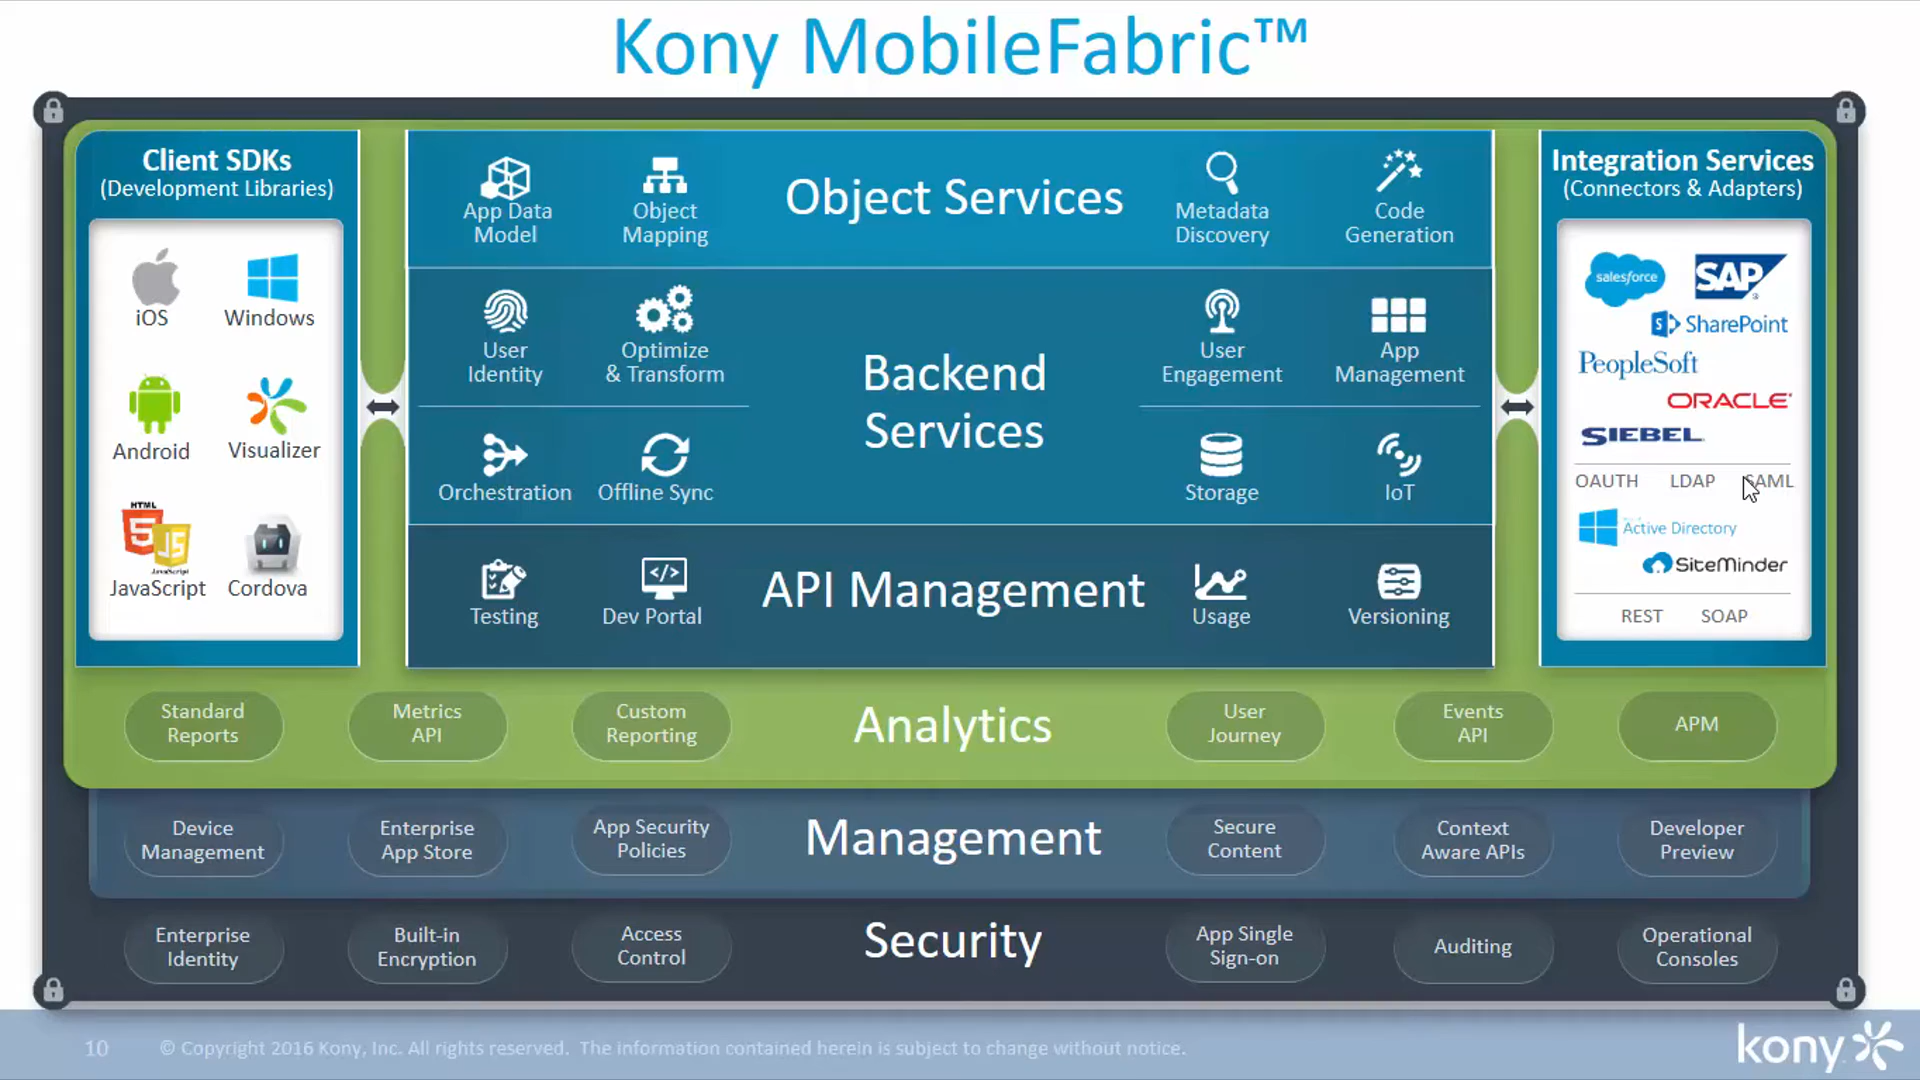 Kony MobileFabric™
Client SDKs
(Development Libraries)
iOS
Windows
Android
Visualizer
HTML
5
JS
JavaScript
JavaScript
Cordova
App Data
Model
Object
Mapping
Object Services
Metadata
Discovery
Code
Generation
User
Identity
Optimize
& Transform
Backend
Services
User
Engagement
App
Management
Orchestration
Offline Sync
Storage
IoT
Testing
</>
Dev Portal
API Management
Usage
Versioning
Integration Services
(Connectors & Adapters)
salesforce
SAP
S
SharePoint
PeopleSoft
ORACLE
SIEBEL
OAUTH LDAP SAML
Active Directory
SiteMinder
REST SOAP
Standard
Reports
Metrics
API
Custom
Reporting
Analytics
User
Journey
Events
API
APM
Device
Management
Enterprise
App Store
App Security
Policies
Management
Secure
Content
Context
Aware APIs
Developer
Preview
Enterprise
Identity
Built-in
Encryption
Access
Control
Security
App Single
Sign-on
Auditing
Operational
Consoles
10 © Copyright 2016 Kony, Inc. All rights reserved. The information contained herein is subject to change without notice.
kony